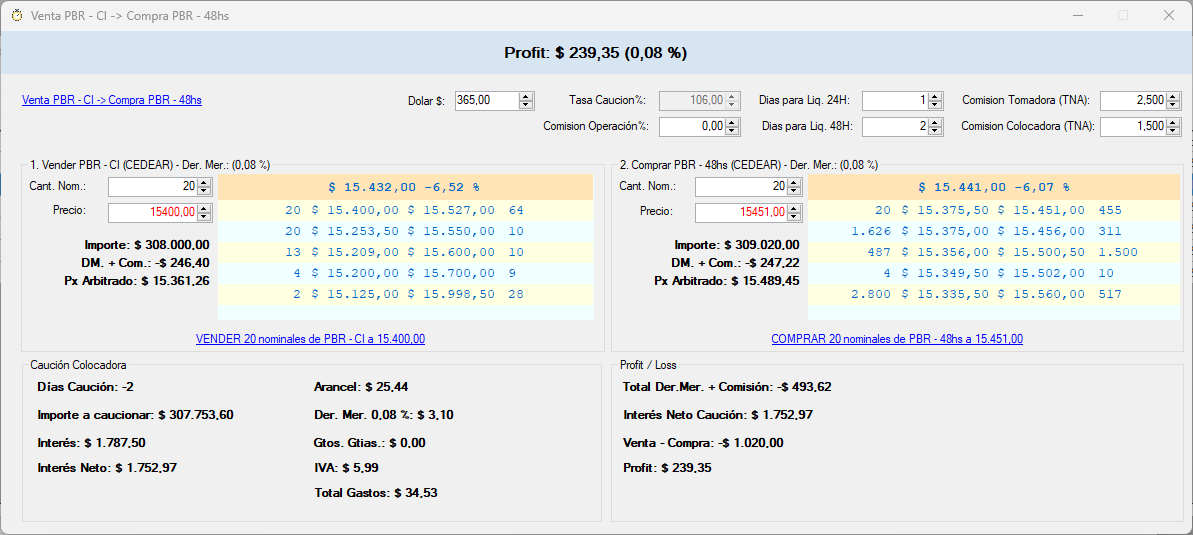 Venta PBR - CI -> Compra PBR - 48hs
Profit: $ 239,35 (0,08 %)
Venta PBR - CI -> Compra PBR - 48hs
Dolar $: 365,00
Tasa Caucion%: 106,00
Dias para Liq. 24H: 1
Comision Tomadora (TNA): 2,500
Comisión Operación%: 0,00
Dias para Liq. 48H: 2
Comision Colocadora (TNA): 1,500
1. Vender PBR - CI (CEDEAR) - Der. Mer.: (0,08 %)
Cant. Nom.: 20
Precio: 15400,00
Importe: $ 308.000,00
DM. + Com.: -$ 246,40
Px Arbitrado: $ 15.361,26
$ 15.432,00 -6,52 %
20 $ 15.400,00 $ 15.527,00 64
20 $ 15.253,50 $ 15.550,00 10
13 $ 15.209,00 $ 15.600,00 10
4 $ 15.200,00 $ 15.700,00 9
2 $ 15.125,00 $ 15.998,50 28
VENDER 20 nominales de PBR - CI a 15.400,00
2. Comprar PBR - 48hs (CEDEAR) - Der. Mer.: (0,08 %)
Cant. Nom.: 20
Precio: 15451,00
Importe: $ 309.020,00
DM. + Com.: -$ 247,22
Px Arbitrado: $ 15.489,45
$ 15.441,00 -6,07 %
20 $ 15.375,50 $ 15.451,00 455
1.626 $ 15.375,00 $ 15.456,00 311
487 $ 15.356,00 $ 15.500,50 1.500
4 $ 15.349,50 $ 15.502,00 10
2.800 $ 15.335,50 $ 15.560,00 517
COMPRAR 20 nominales de PBR - 48hs a 15.451,00
Caución Colocadora
Días Caución: -2
Importe a caucionar: $ 307.753,60
Interés: $ 1.787,50
Interés Neto: $ 1.752,97
Arancel: $ 25,44
Der. Mer. 0,08 %: $ 3,10
Gtos. Gtias.: $ 0,00
IVA: $ 5,99
Total Gastos: $ 34,53
Profit / Loss
Total Der.Mer. + Comisión: -$ 493,62
Interés Neto Caución: $ 1.752,97
Venta - Compra: -$ 1.020,00
Profit: $ 239,35